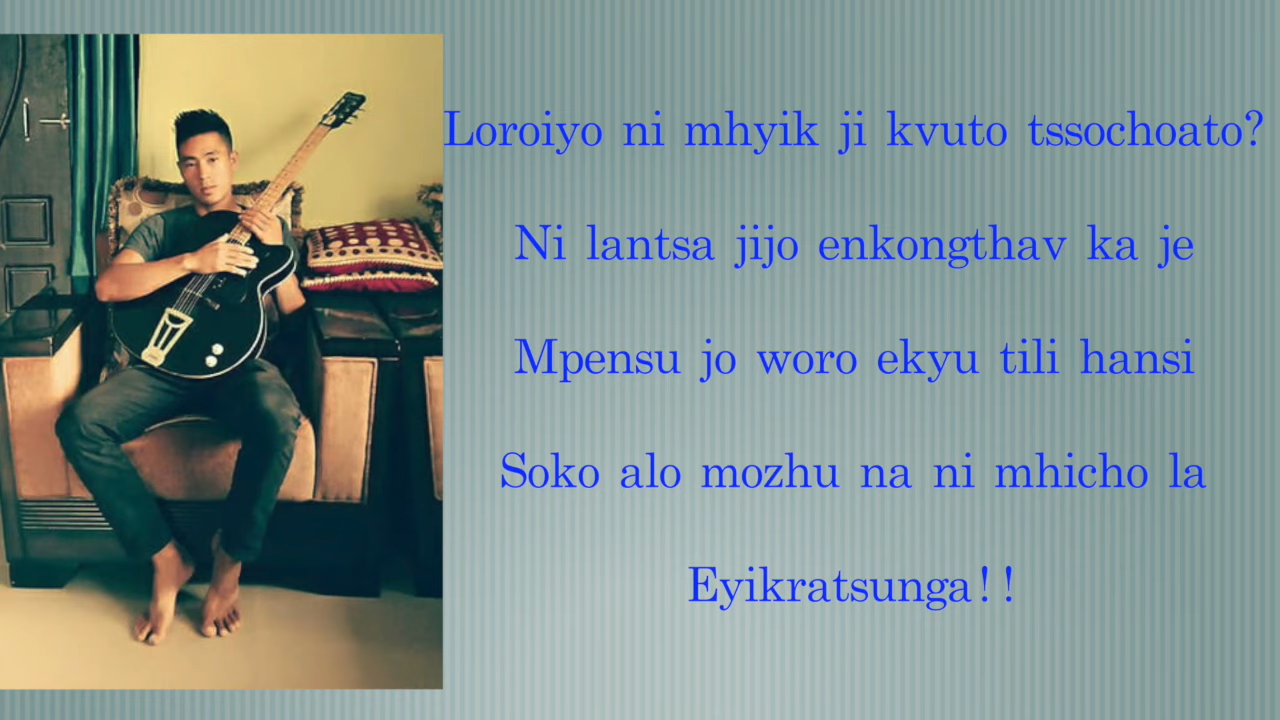 Loroiyo ni mhyik ji kvuto tssochoato?
Ni lantsa jijo enkongthav ka je
Mpensu jo woro ekyu tili hansi
Soko alo mozhu na ni mhicho la
Eyikratsunga!!